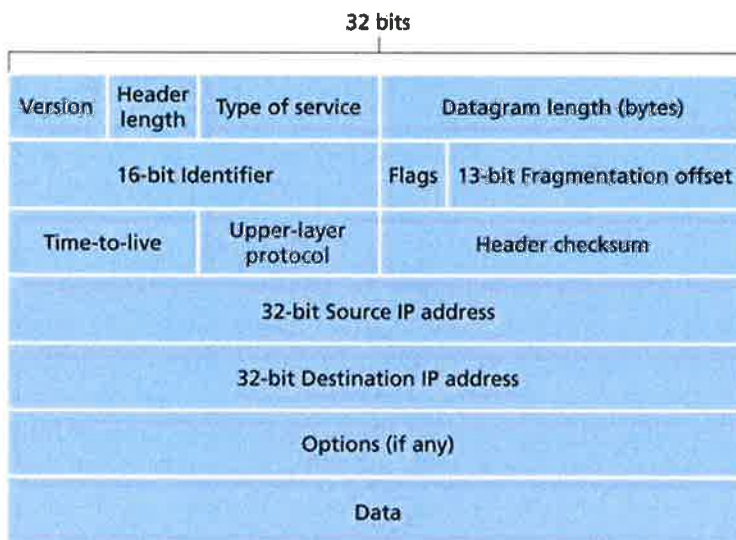 32 bits
Version
Header
length
Type of service
Datagram length (bytes)
16-bit Identifier
Flags
13-bit Fragmentation offset
Time-to-live
Upper-layer
protocol
Header checksum
32-bit Source IP address
32-bit Destination IP address
Options (if any)
Data